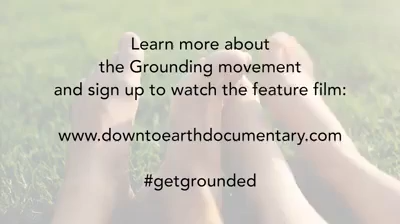 Learn more about
the Grounding movement
and sign up to watch the feature film:
www.downtoearthdocumentary.com
#getgrounded